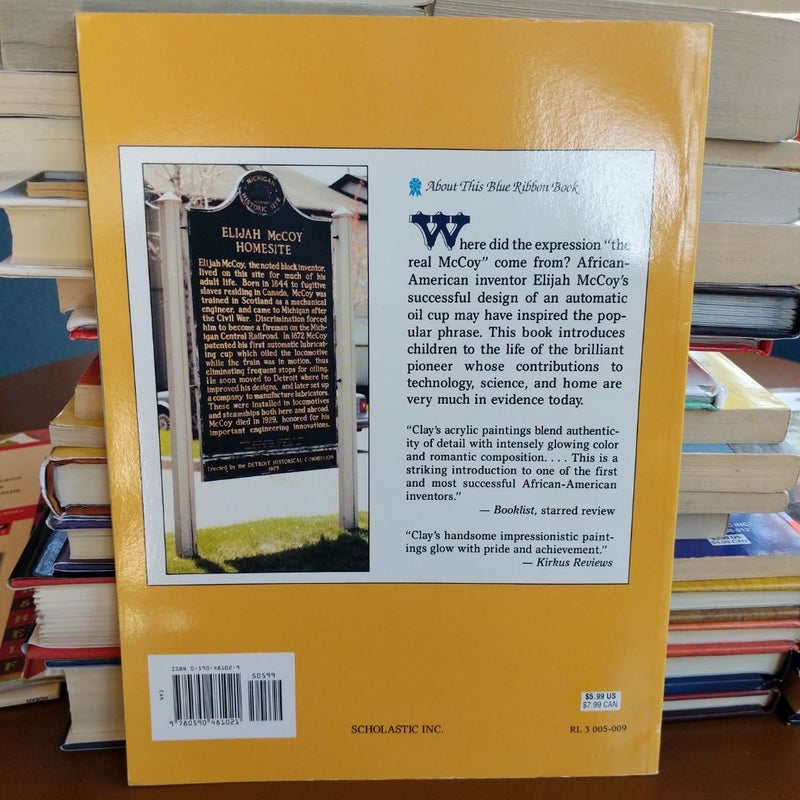 MICHIGAN
HISTORIC SITE
ELIJAH McCOY
HOMESITE
Elijah McCoy, the noted black inventor,
lived on this site for much of his
adult life. Born in 1844 to fugitive
slaves residing in Canada, McCoy was
trained in Scotland as a mechanical
engineer, and came to Michigan after
the Civil War. Discrimination forced
him to become a fireman on the Mich-
igan Central Railroad. In 1872 McCoy
patented his first automatic lubricat-
ing cup which oiled the locomotive
while the train was in motion, thus
eliminating frequent stops for oiling.
He soon moved to Detroit where he
improved his designs, and later set up
a company to manufacture lubricators.
These were installed in locomotives
and steamships both here and abroad.
McCoy died in 1929, honored for his
important engineering innovations.
Erected by the DETROIT HISTORICAL COMMISSION
1975
About This Blue Ribbon Book
Where did the expression “the
real McCoy” come from? African-
American inventor Elijah McCoy’s
successful design of an automatic
oil cup may have inspired the pop-
ular phrase. This book introduces
children to the life of the brilliant
pioneer whose contributions to
technology, science, and home are
very much in evidence today.
“Clay’s acrylic paintings blend authentic-
ity of detail with intensely glowing color
and romantic composition. . . . This is a
striking introduction to one of the first
and most successful African-American
inventors.”
— Booklist, starred review
“Clay’s handsome impressionistic paint-
ings glow with pride and achievement.”
— Kirkus Reviews
ISBN 0-590-48102-9
50599
CAN
9 780590 481021
SCHOLASTIC INC.
$5.99 US
$7.99 CAN
RL 3 005-009